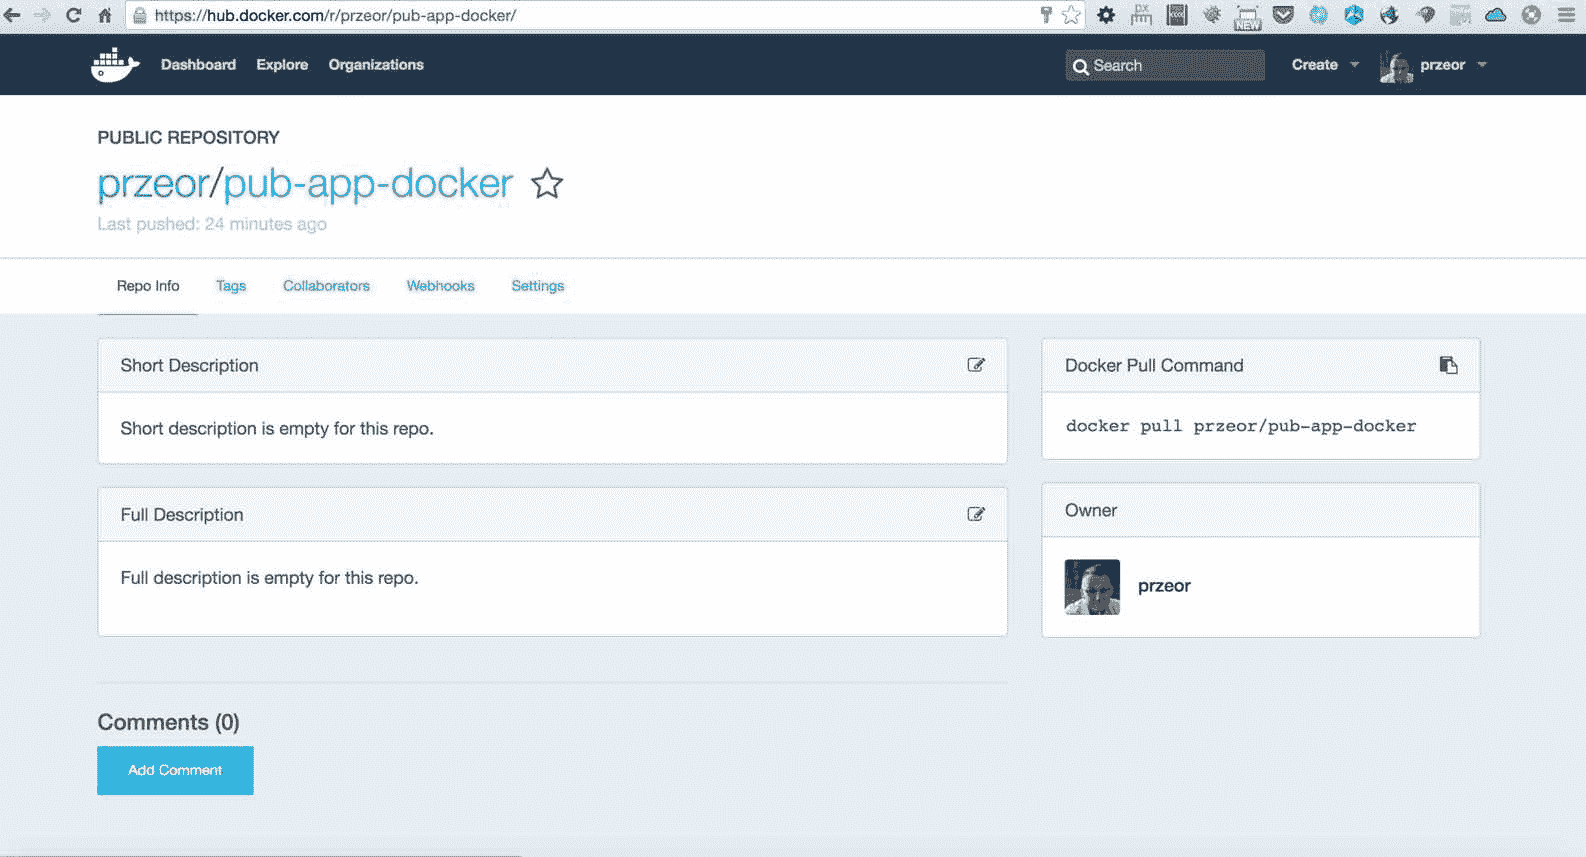 https://hub.docker.com/r/przeor/pub-app-docker/
NEW
Dashboard Explore Organizations Search Create przeor
PUBLIC REPOSITORY
przeor/pub-app-docker
Last pushed: 24 minutes ago
Repo Info Tags Collaborators Webhooks Settings
Short Description
Short description is empty for this repo.
Full Description
Full description is empty for this repo.
Docker Pull Command
docker pull przeor/pub-app-docker
Owner
przeor
Comments (0)
Add Comment